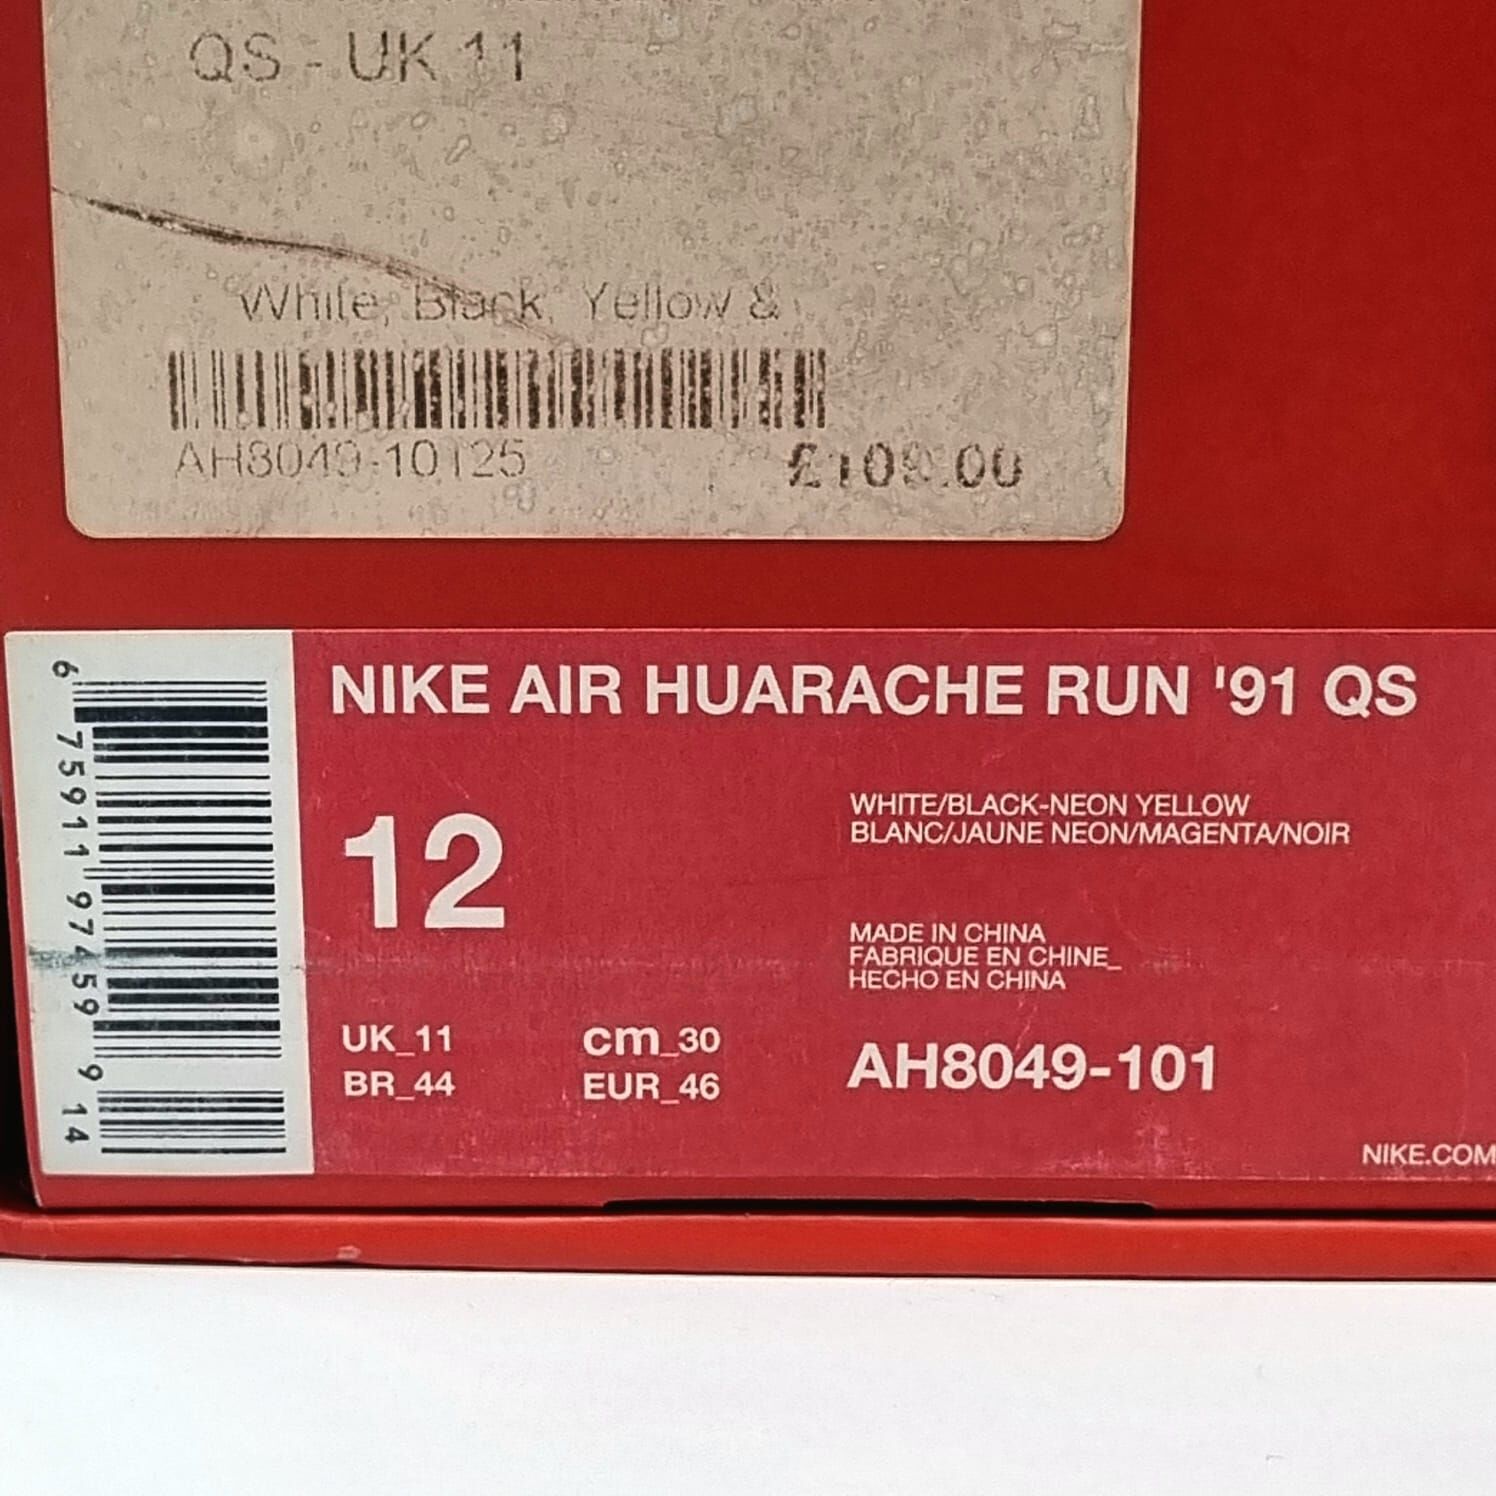 QS - UK 11
White, Black, Yellow &
AH8049-10125
£109.00
6 75911 97459 9 14
NIKE AIR HUARACHE RUN '91 QS
12
WHITE/BLACK-NEON YELLOW
BLANC/JAUNE NEON/MAGENTA/NOIR
MADE IN CHINA
FABRIQUE EN CHINE_
HECHO EN CHINA
UK_11 cm_30
BR_44 EUR_46
AH8049-101
NIKE.COM